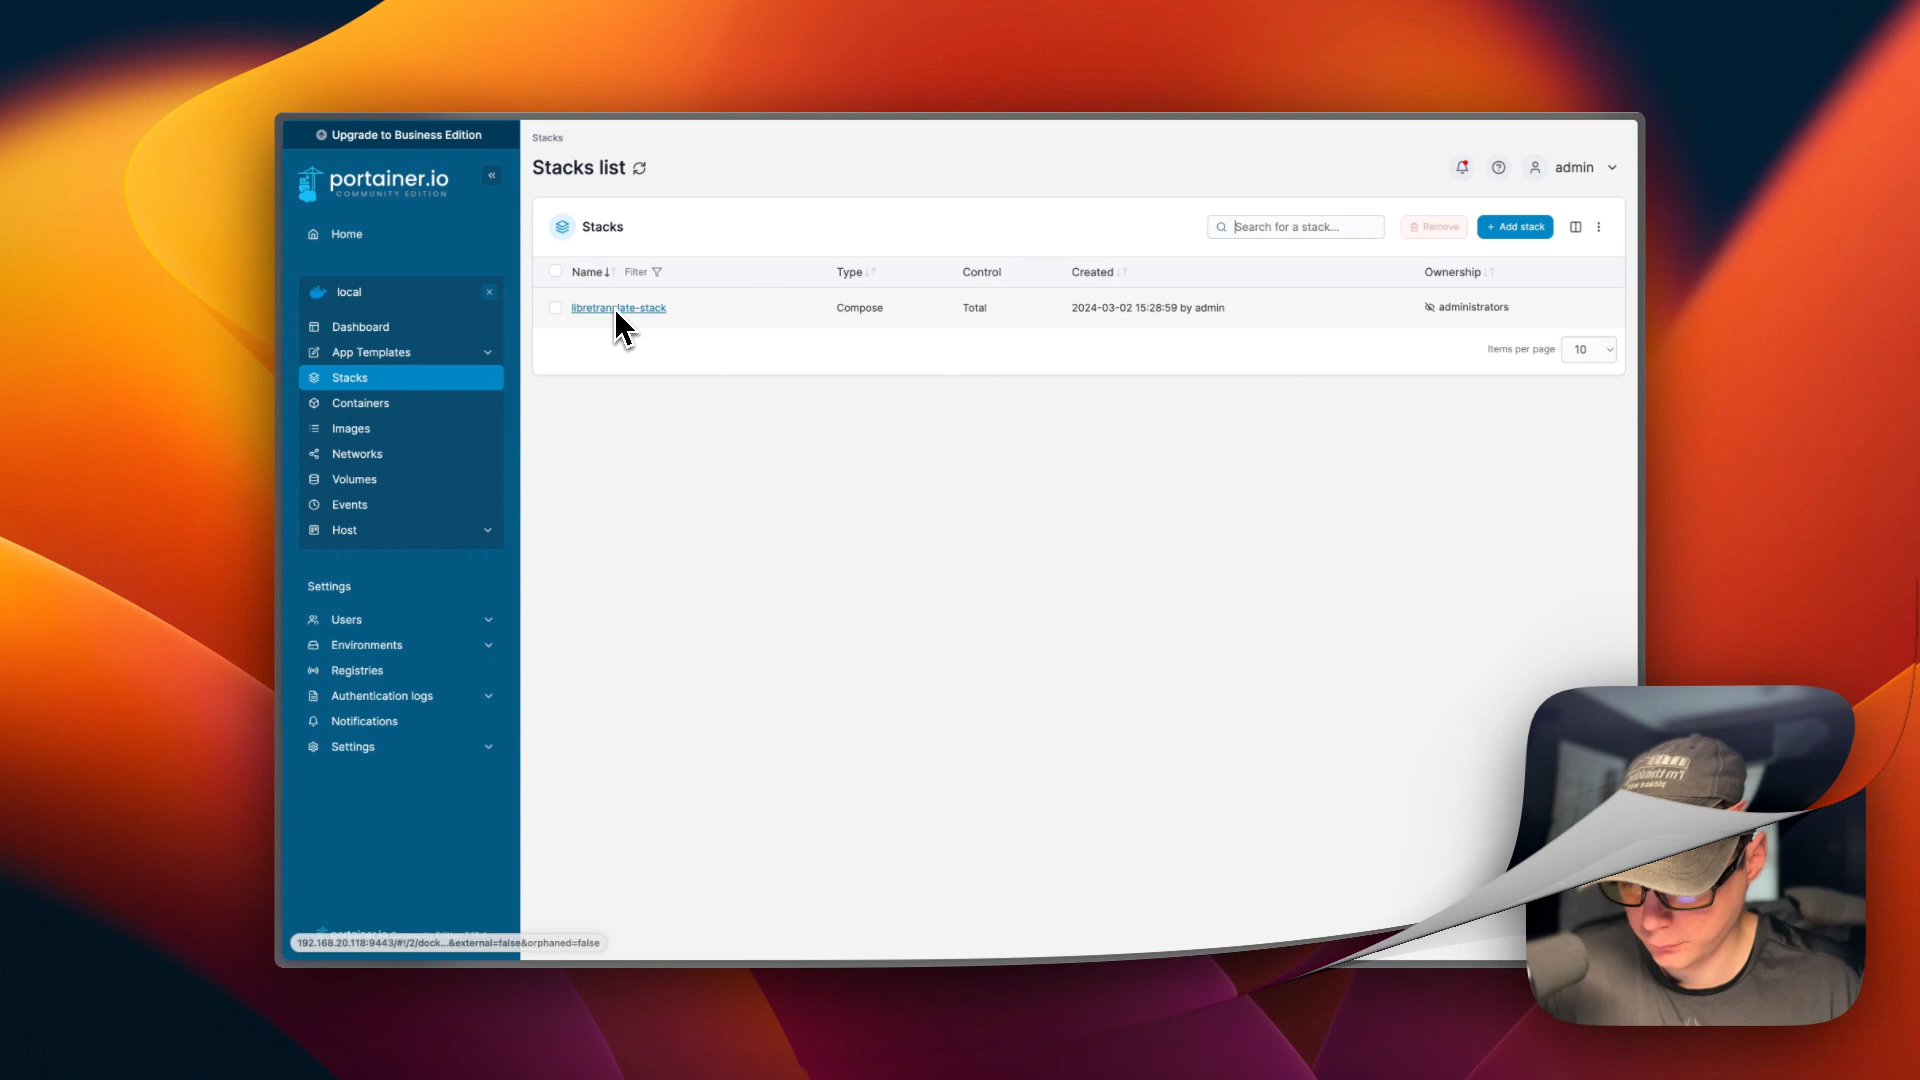 Upgrade to Business Edition
portainer.io
COMMUNITY EDITION
Home
local
Dashboard
App Templates
Stacks
Containers
Images
Networks
Volumes
Events
Host
Settings
Users
Environments
Registries
Authentication logs
Notifications
Settings
192.168.20.118:9443/#!/2/dock...&external=false&orphaned=false
Stacks
Stacks list
admin
Stacks
Search for a stack...
Remove
+ Add stack
Name Filter Type Control Created Ownership
libretranslate-stack Compose Total 2024-03-02 15:28:59 by admin administrators
Items per page 10